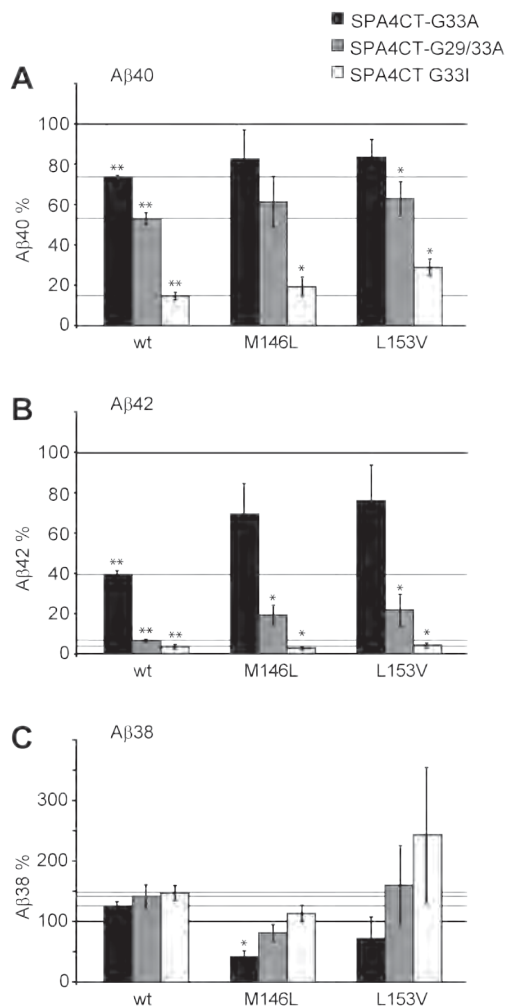 SPA4CT-G33A
SPA4CT-G29/33A
SPA4CT G33I
A
Aβ40
100
80
60
40
20
0
Aβ40 %
** ** **
*
* *
wt M146L L153V
B
Aβ42
100
80
60
40
20
0
Aβ42 %
** ** **
* *
* *
wt M146L L153V
C
Aβ38
300
200
100
0
Aβ38 %
*
wt M146L L153V